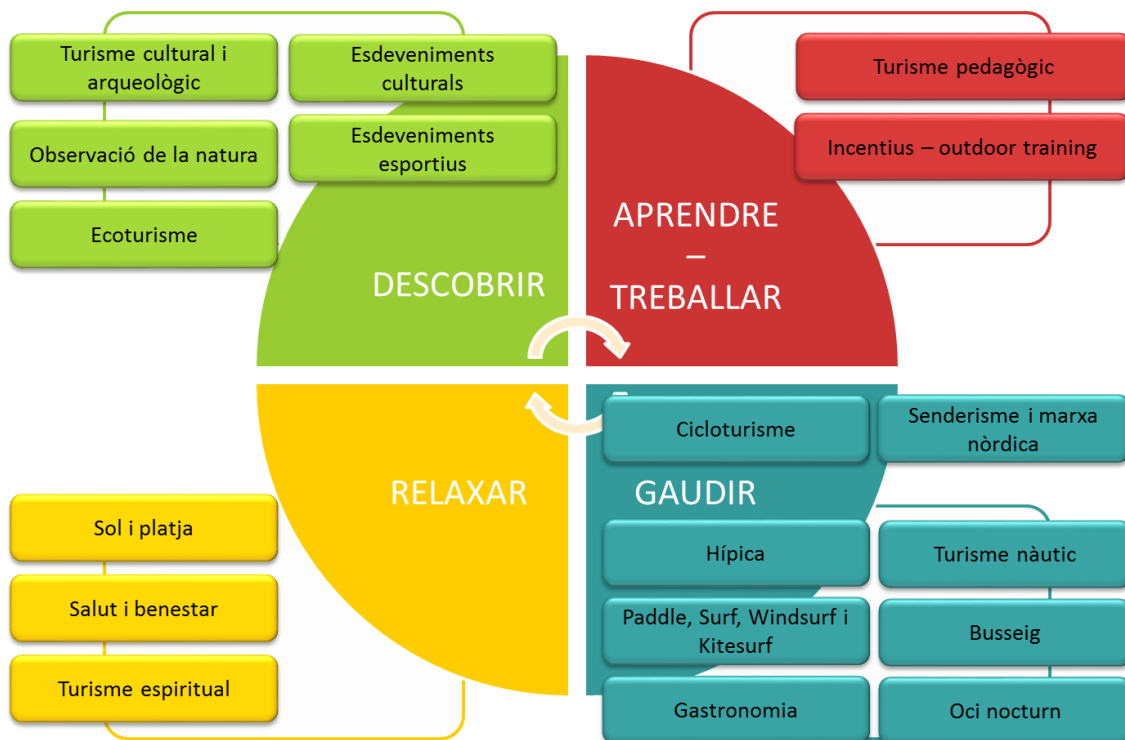 Turisme cultural i
arqueològic
Esdeveniments
culturals
Observació de la natura
Esdeveniments
esportius
Ecoturisme
DESCOBRIR
Turisme pedagògic
Incentius – outdoor training
APRENDRE
–
TREBALLAR
RELAXAR
Sol i platja
Salut i benestar
Turisme espiritual
Cicloturisme
Senderisme i marxa
nòrdica
GAUDIR
Hípica
Turisme nàutic
Paddle, Surf, Windsurf i
Kitesurf
Busseig
Gastronomia
Oci nocturn